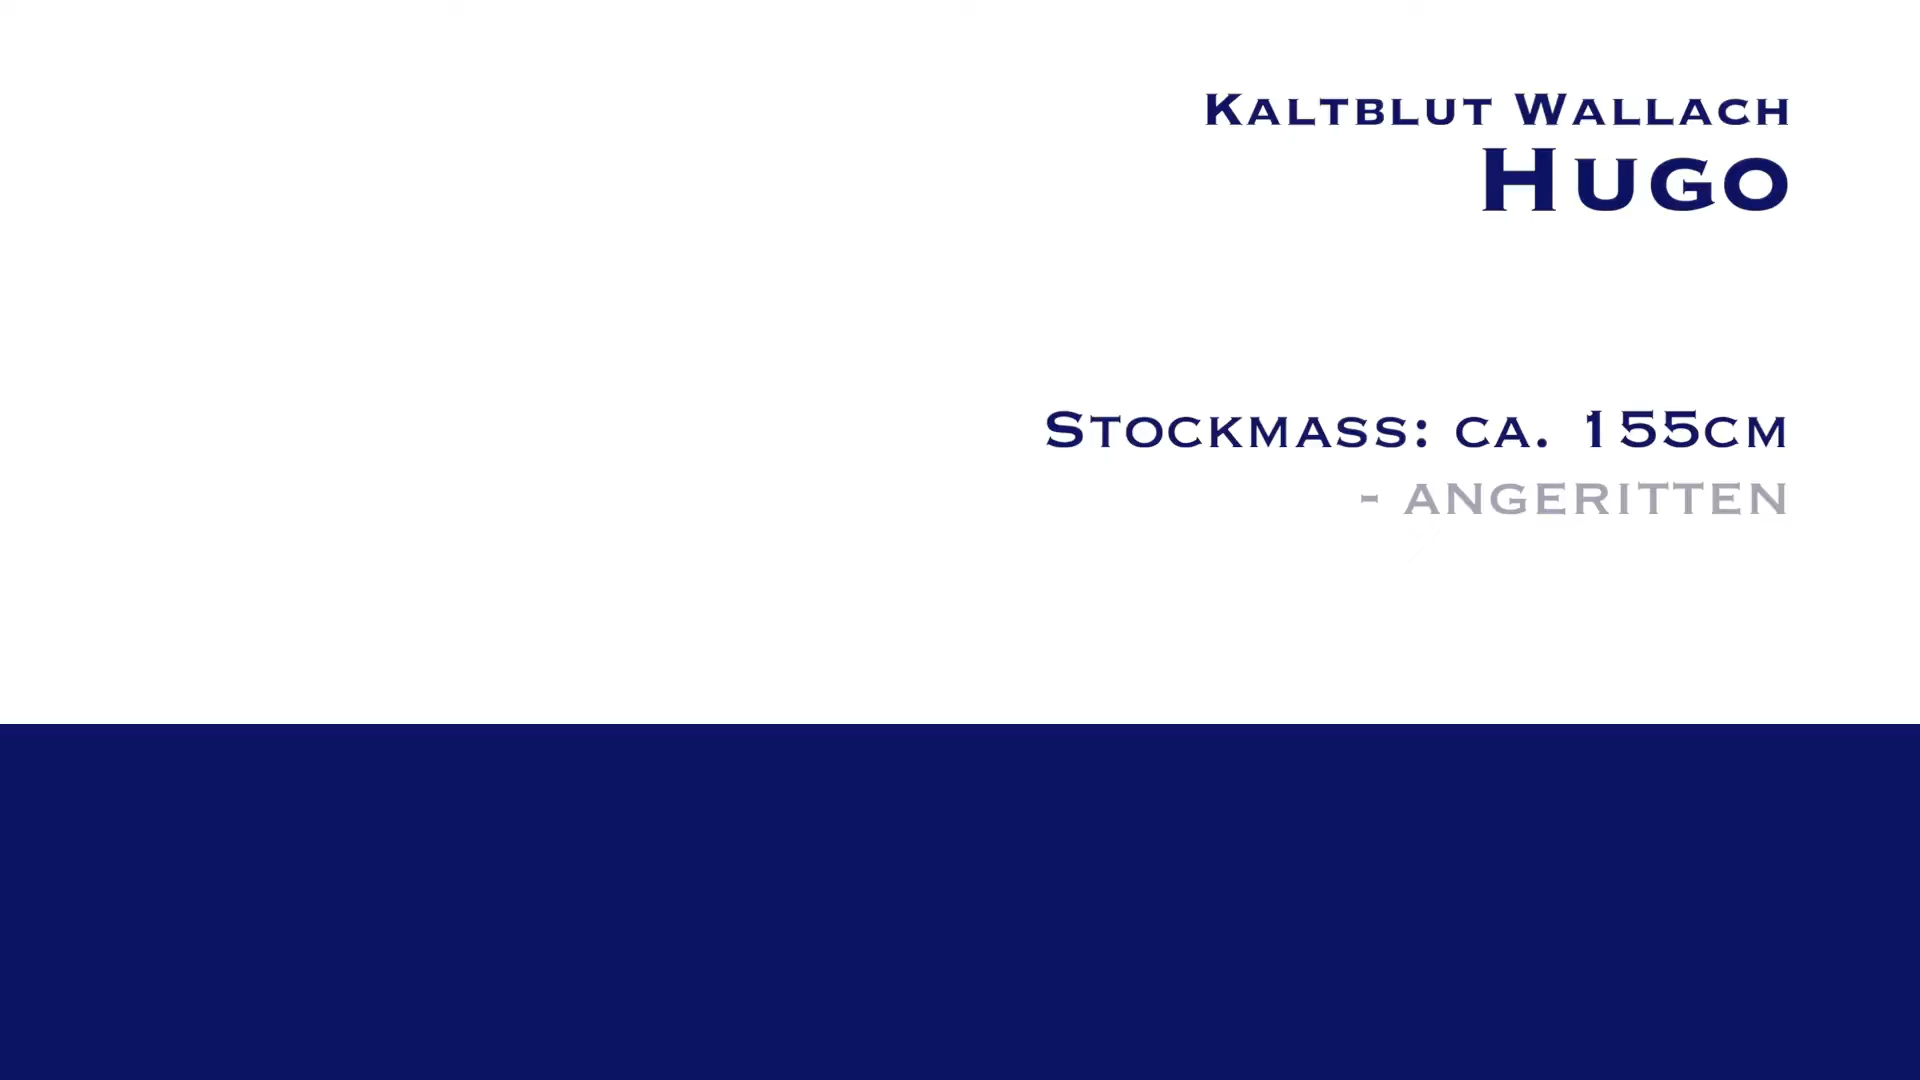 Kaltblut Wallach
Hugo
Stockmass: ca. 155cm
- angeritten